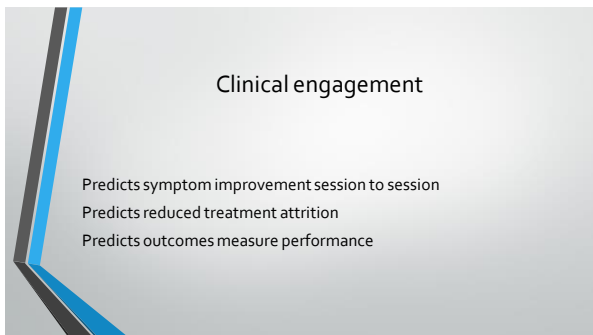 Clinical engagement
Predicts symptom improvement session to session
Predicts reduced treatment attrition
Predicts outcomes measure performance